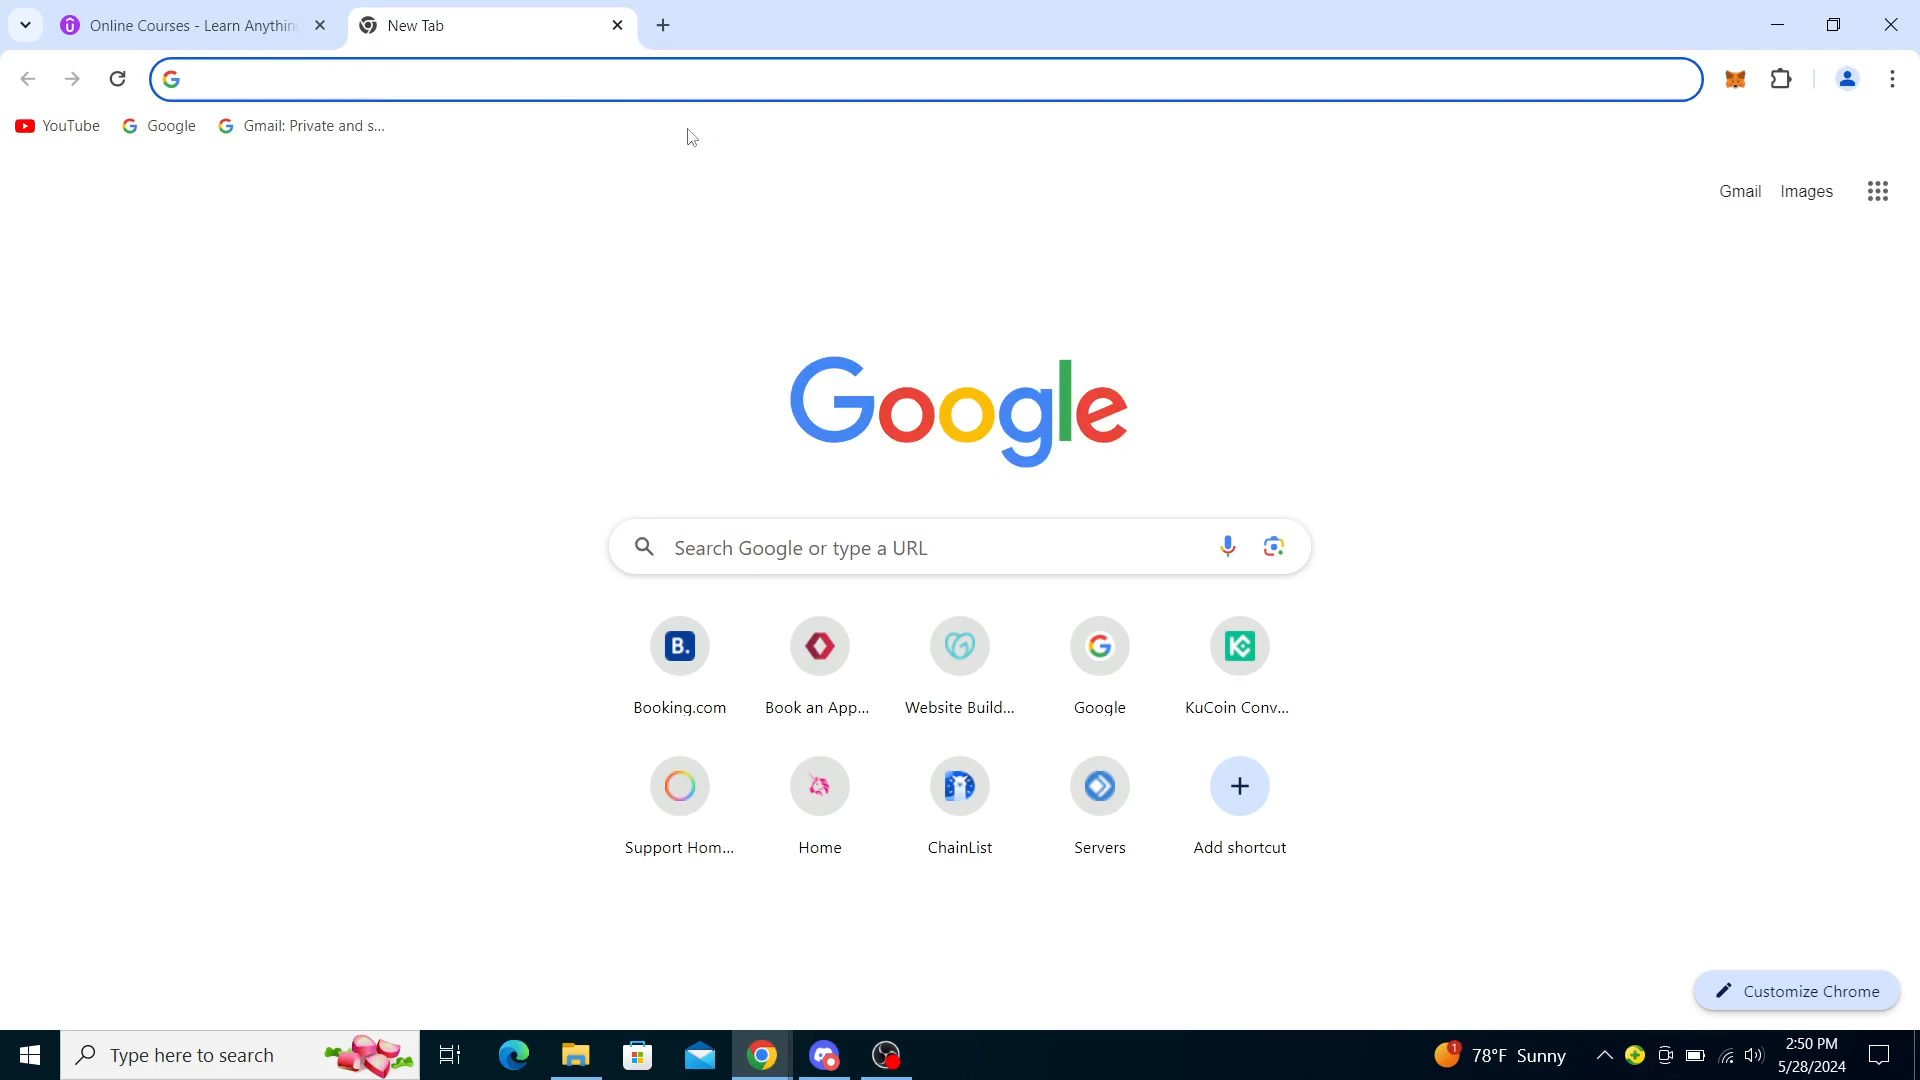 Online Courses - Learn Anythin
New Tab
YouTube
Google
Gmail: Private and s...
Gmail
Images
Google
Search Google or type a URL
B.
Booking.com
Book an App...
Website Build...
Google
KuCoin Conv...
Support Hom...
Home
ChainList
Servers
Add shortcut
Customize Chrome
Type here to search
1
78°F Sunny
2:50 PM
5/28/2024